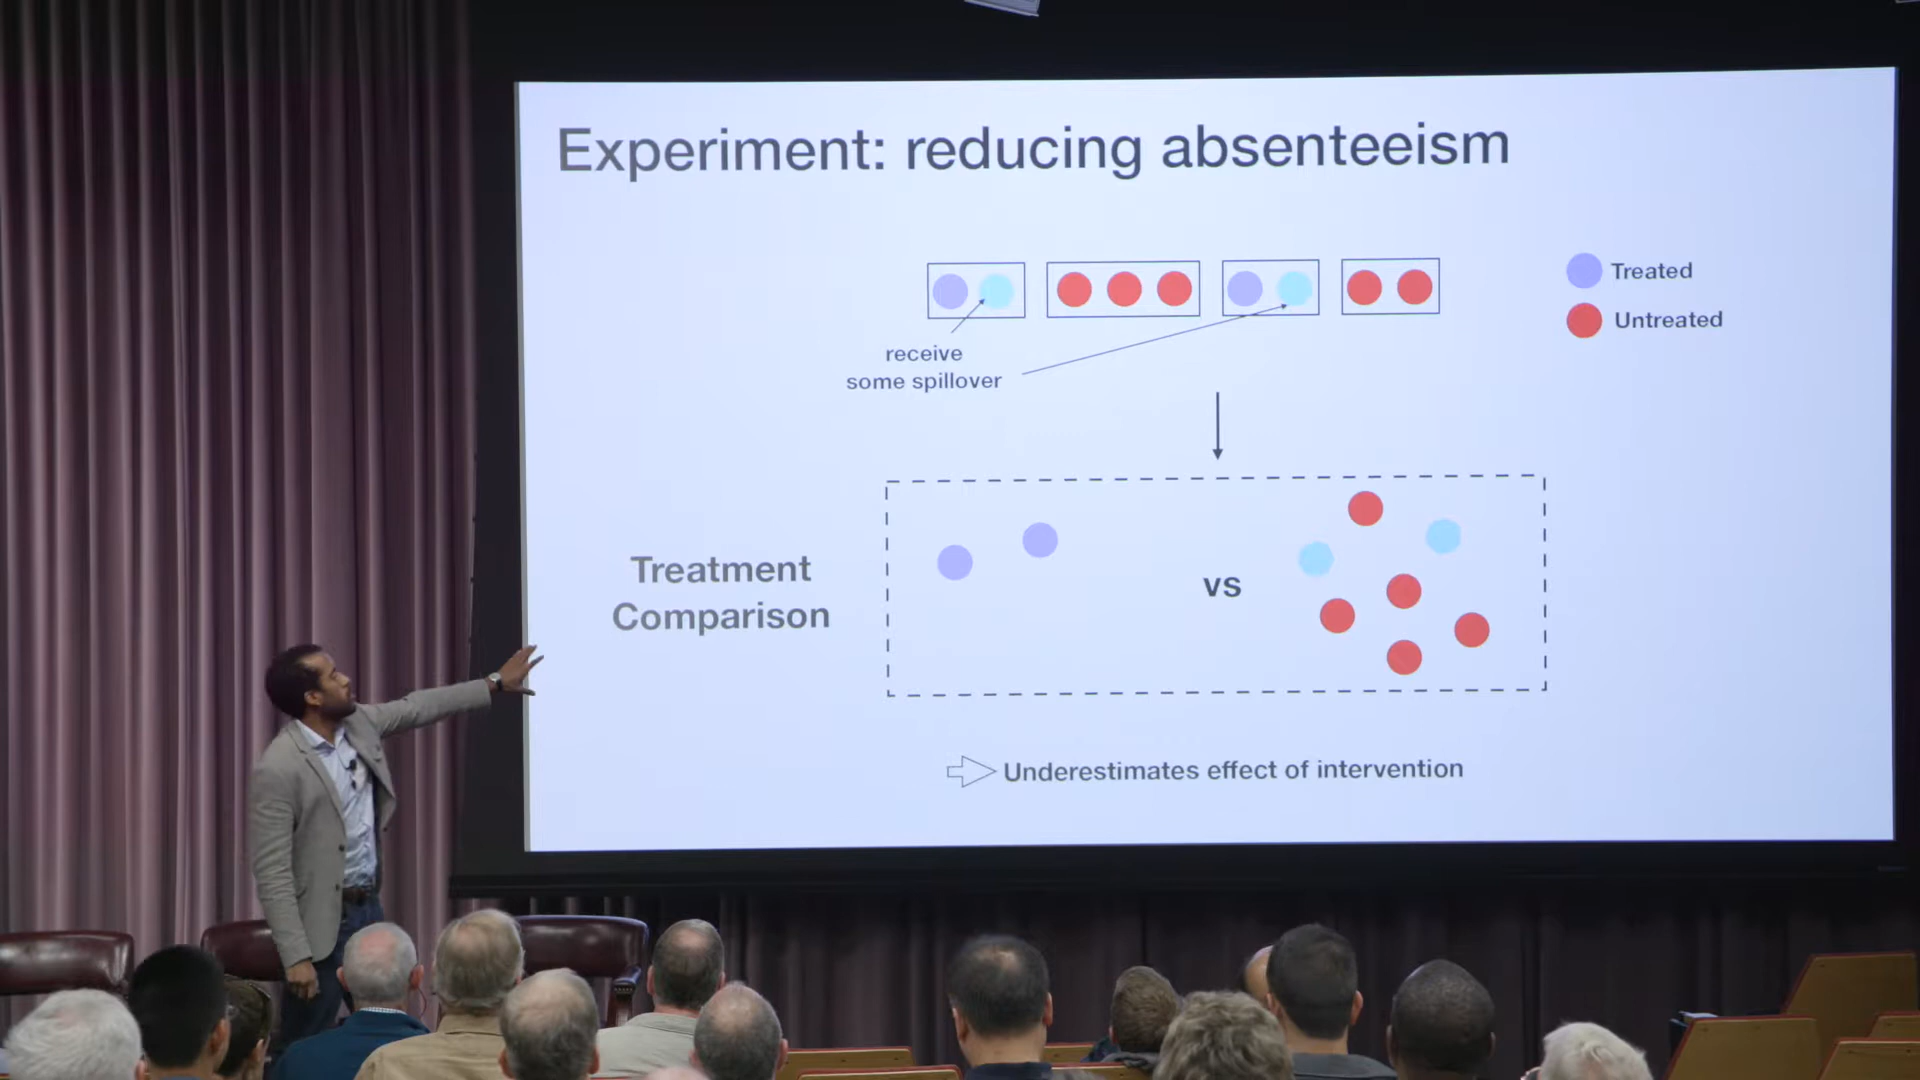 Experiment: reducing absenteeism
Treated
Untreated
receive
some spillover
Treatment
Comparison
vs
Underestimates effect of intervention